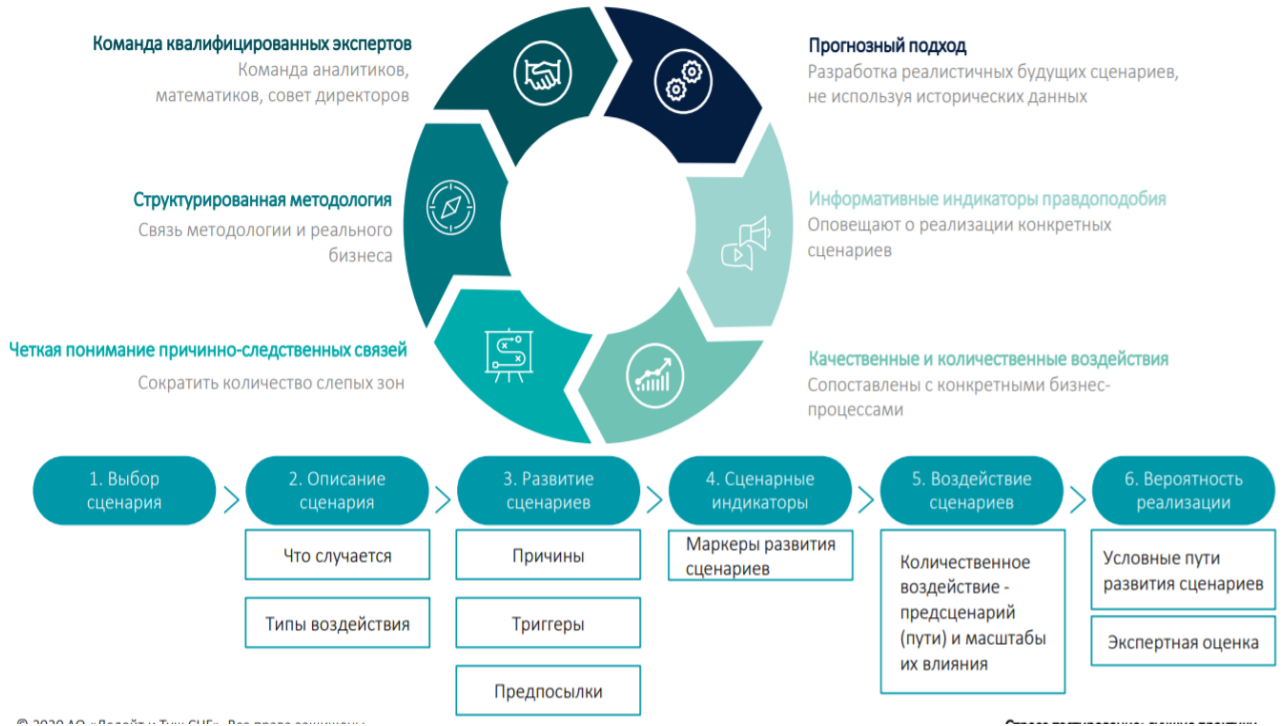 Команда квалифицированных экспертов
Команда аналитиков,
математиков, совет директоров
Прогнозный подход
Разработка реалистичных будущих сценариев,
не используя исторических данных
Структурированная методология
Связь методологии и реального
бизнеса
Информативные индикаторы правдоподобия
Оповещают о реализации конкретных
сценариев
Четкая понимание причинно-следственных связей
Сократить количество слепых зон
Качественные и количественные воздействия
Сопоставлены с конкретными бизнес-
процессами
1. Выбор
сценария
2. Описание
сценария
Что случается
Типы воздействия
3. Развитие
сценариев
Причины
Триггеры
Предпосылки
4. Сценарные
индикаторы
Маркеры развития
сценариев
5. Воздействие
сценариев
Количественное
воздействие -
предсценарий
(пути) и масштабы
их влияния
6. Вероятность
реализации
Условные пути
развития сценариев
Экспертная оценка